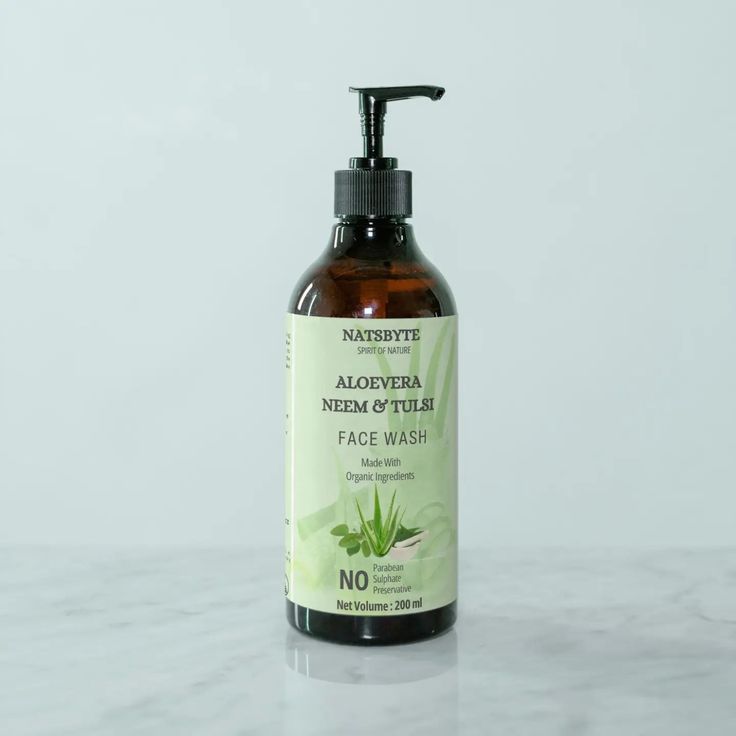 NATSBYTE
SPIRIT OF NATURE
ALOEVERA
NEEM & TULSI
FACE WASH
Made With
Organic Ingredients
NO
Parabean
Sulphate
Preservative
Net Volume : 200 ml